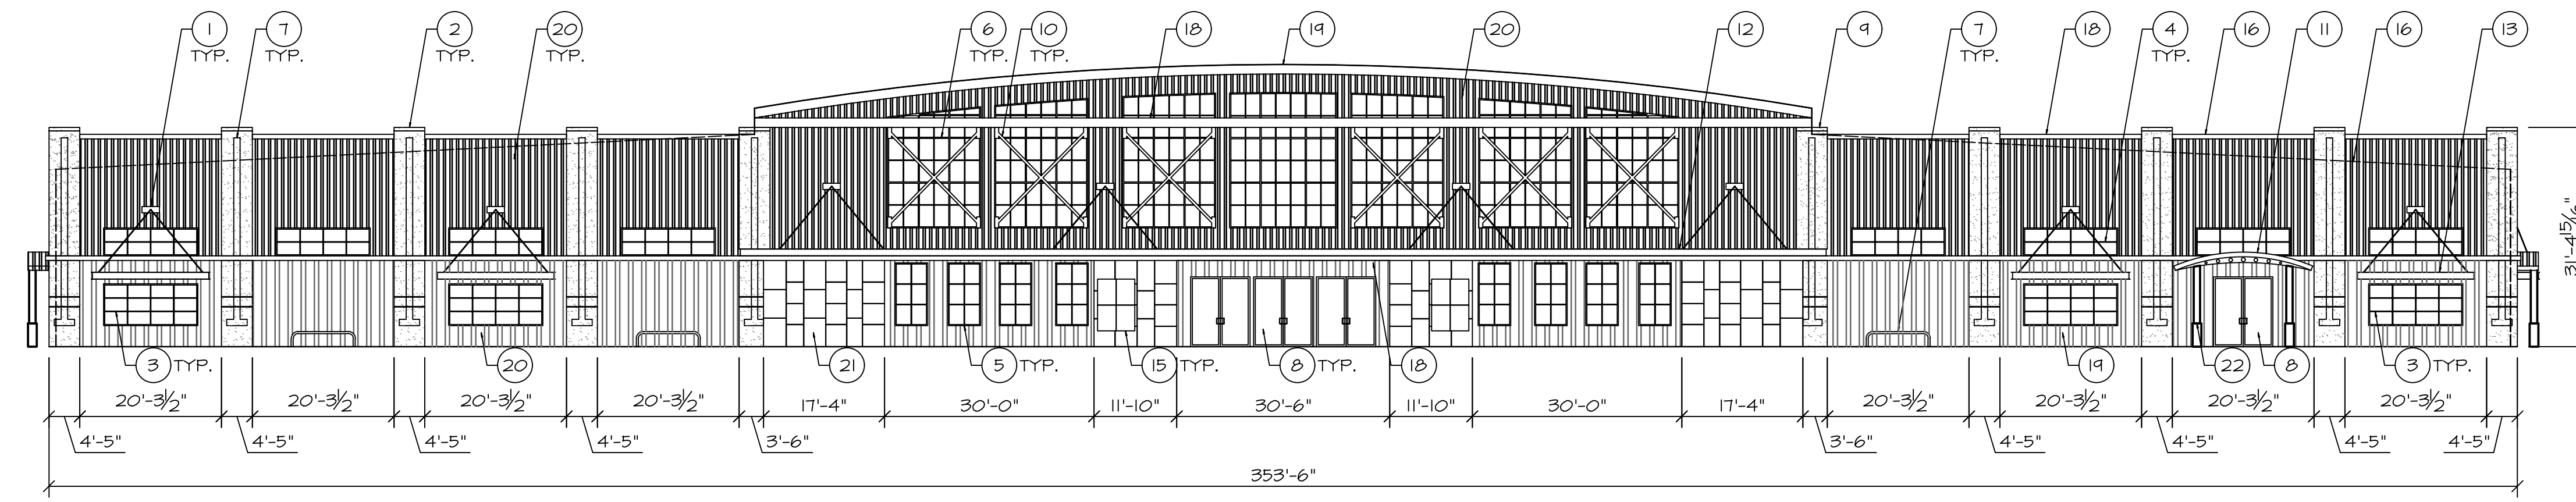 1 7 2 20 6 10 18 19 20 12 9 7 18 4 16 11 16 13
TYP. TYP. TYP. TYP. TYP. TYP. TYP. TYP.
31'-4 15/16"
3 TYP. 20 21 5 TYP. 15 TYP. 8 TYP. 18 19 22 8 3 TYP.
20'-3½" 20'-3½" 20'-3½" 20'-3½" 17'-4" 30'-0" 11'-10" 30'-6" 11'-10" 30'-0" 17'-4" 20'-3½" 20'-3½" 20'-3½" 20'-3½"
4'-5" 4'-5" 4'-5" 4'-5" 3'-6" 3'-6" 4'-5" 4'-5" 4'-5" 4'-5"
353'-6"